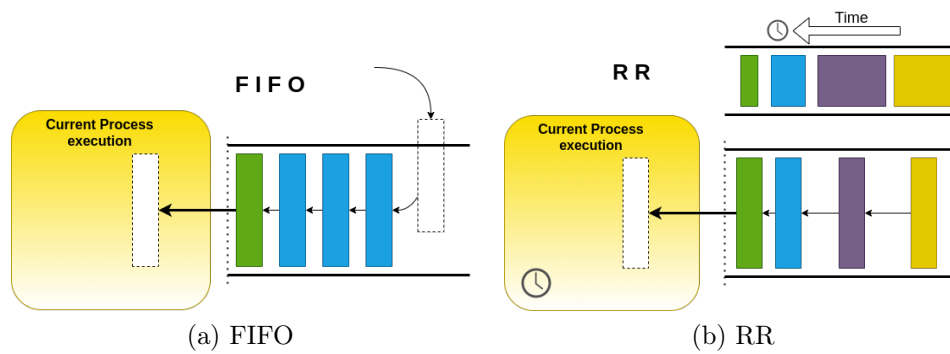 FIFO
Current Process
execution
(a) FIFO
Time
RR
Current Process
execution
(b) RR